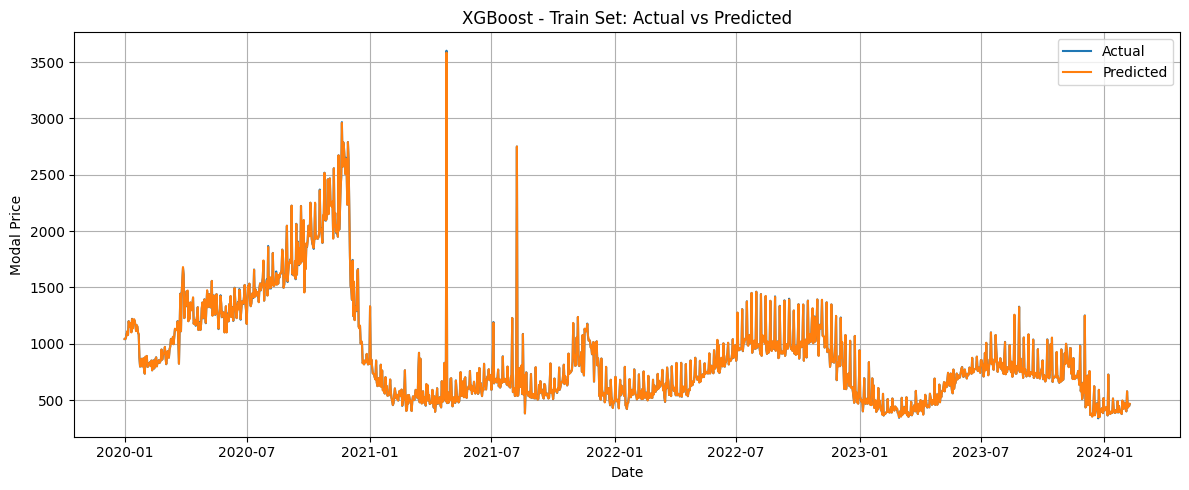 XGBoost - Train Set: Actual vs Predicted
Actual
Predicted
Modal Price
3500
3000
2500
2000
1500
1000
500
2020-01 2020-07 2021-01 2021-07 2022-01 2022-07 2023-01 2023-07 2024-01
Date